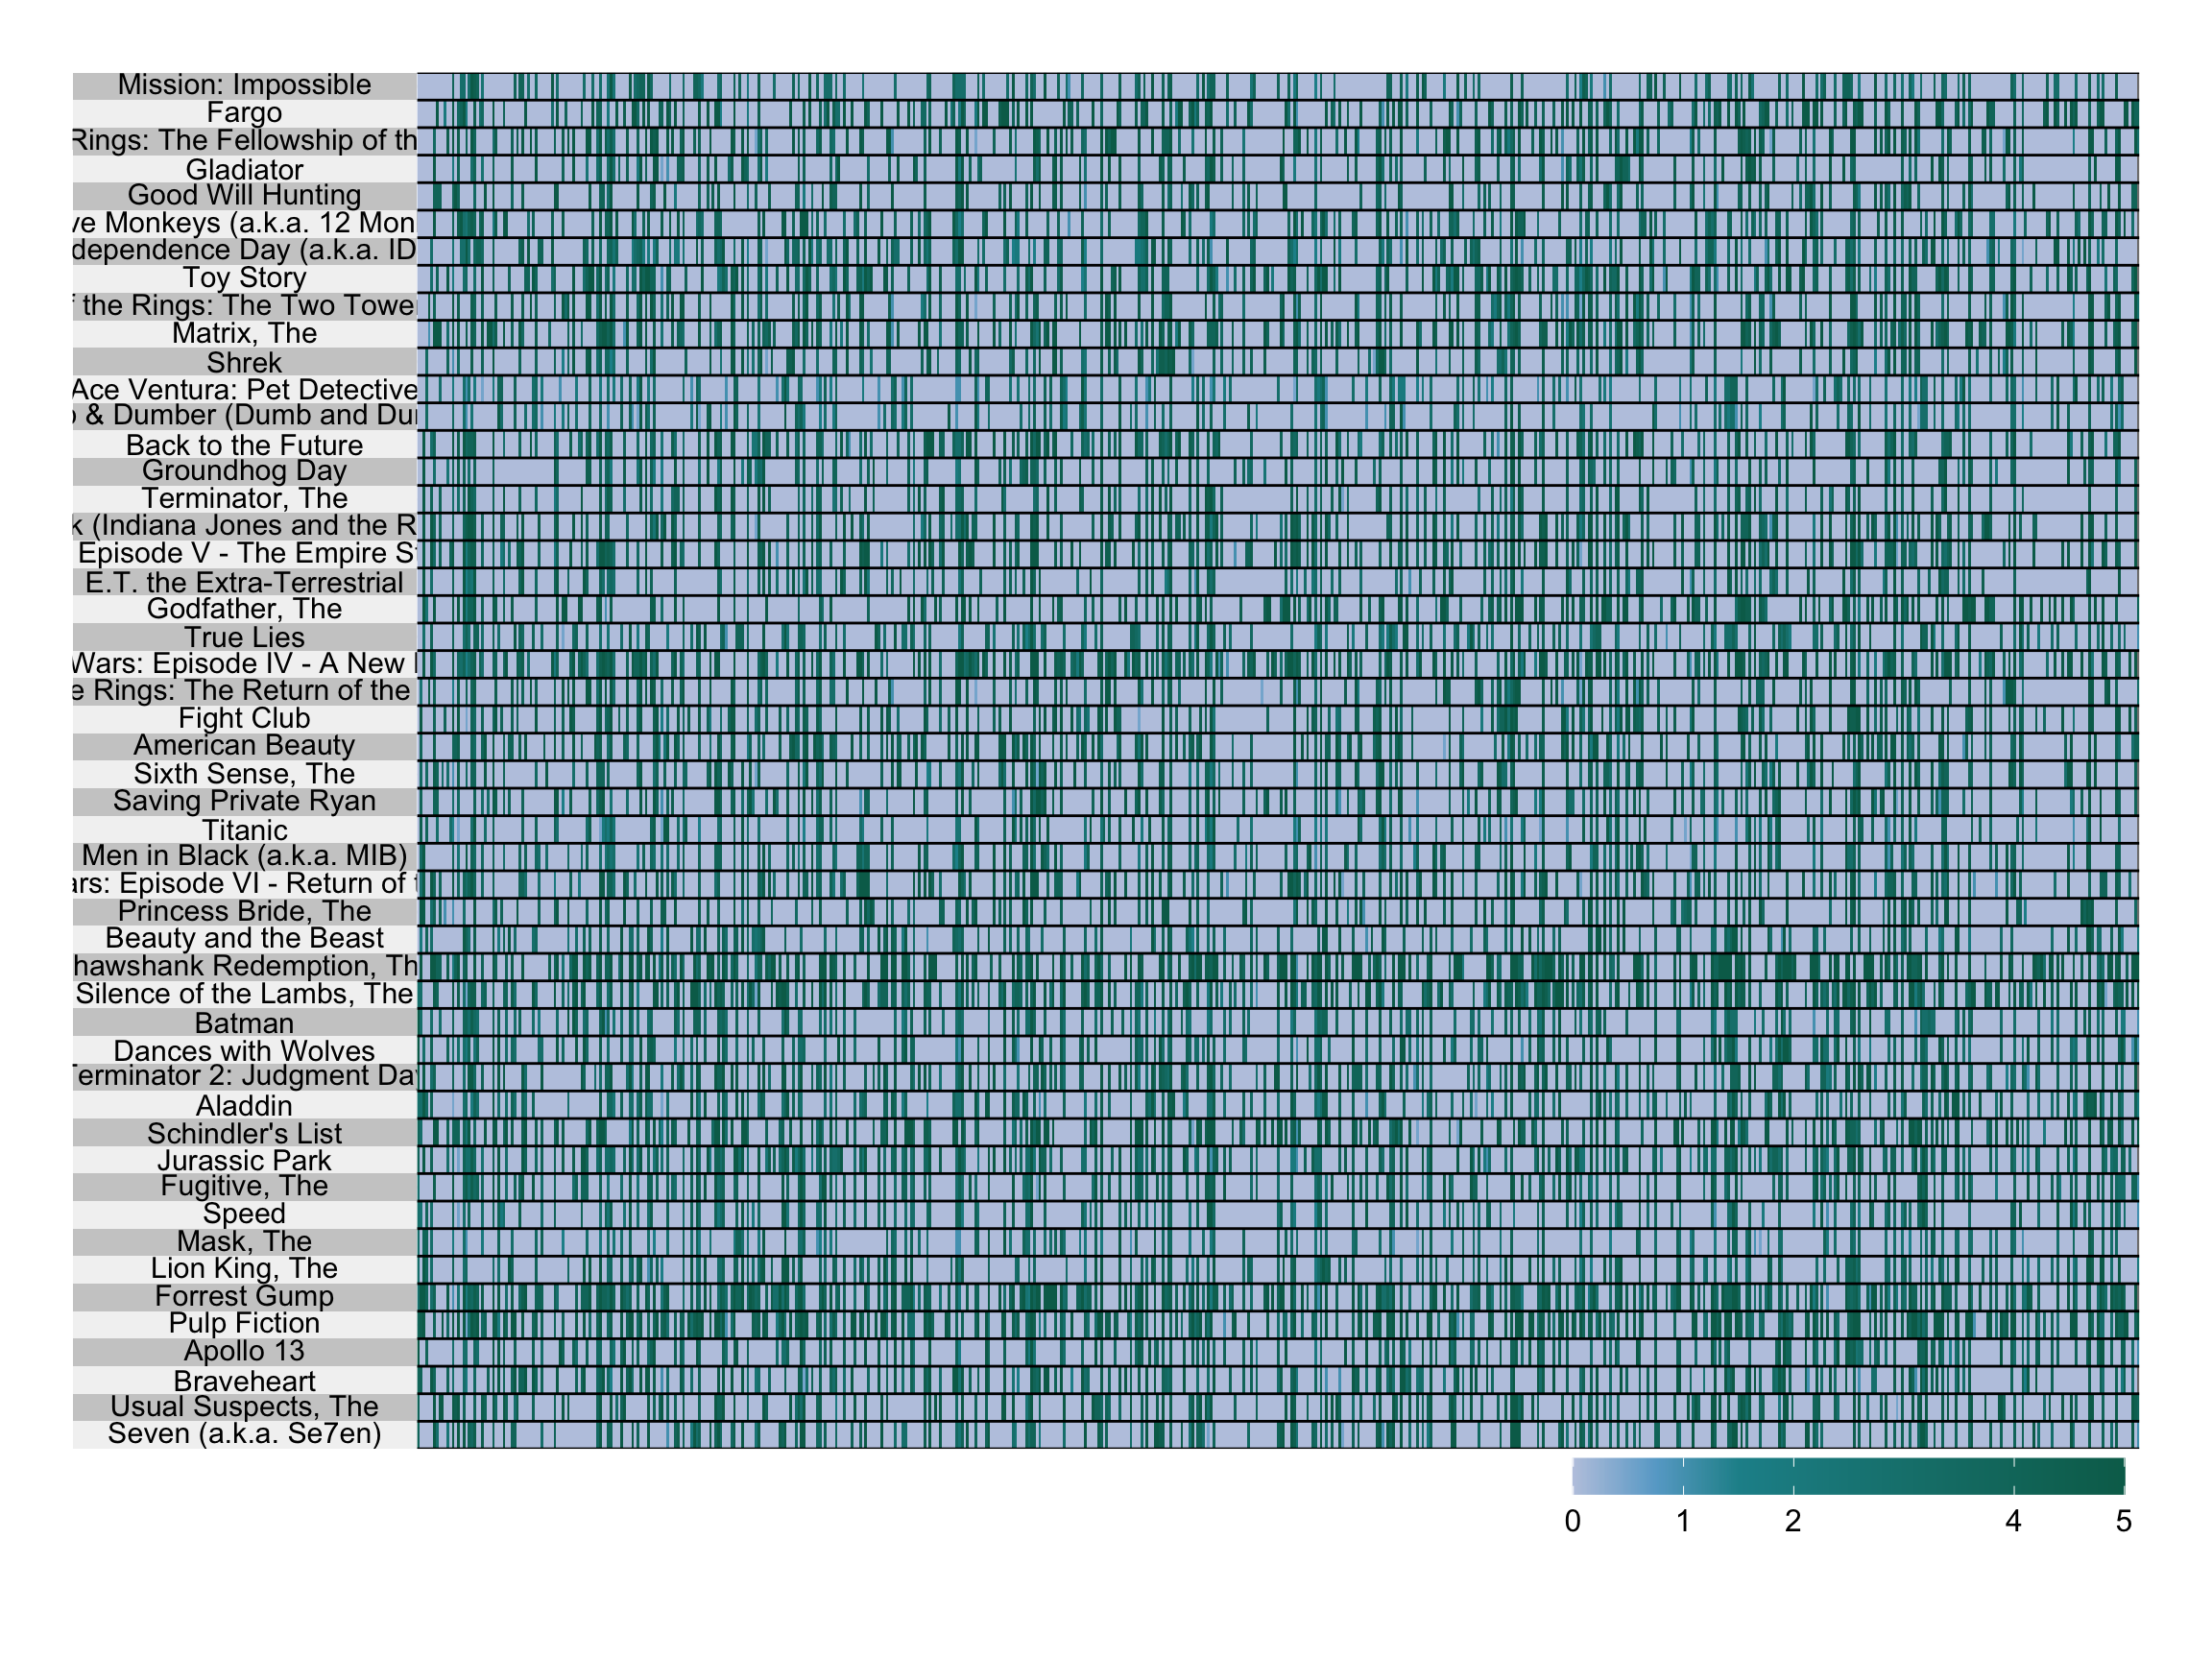 Mission: Impossible
Fargo
Rings: The Fellowship of th
Gladiator
Good Will Hunting
ve Monkeys (a.k.a. 12 Mon
dependence Day (a.k.a. ID
Toy Story
f the Rings: The Two Tower
Matrix, The
Shrek
Ace Ventura: Pet Detective
& Dumber (Dumb and Du
Back to the Future
Groundhog Day
Terminator, The
k (Indiana Jones and the R
Episode V - The Empire St
E.T. the Extra-Terrestrial
Godfather, The
True Lies
Wars: Episode IV - A New
e Rings: The Return of the
Fight Club
American Beauty
Sixth Sense, The
Saving Private Ryan
Titanic
Men in Black (a.k.a. MIB)
ars: Episode VI - Return of t
Princess Bride, The
Beauty and the Beast
hawshank Redemption, Th
Silence of the Lambs, The
Batman
Dances with Wolves
Terminator 2: Judgment Day
Aladdin
Schindler's List
Jurassic Park
Fugitive, The
Speed
Mask, The
Lion King, The
Forrest Gump
Pulp Fiction
Apollo 13
Braveheart
Usual Suspects, The
Seven (a.k.a. Se7en)
0 1 2 4 5